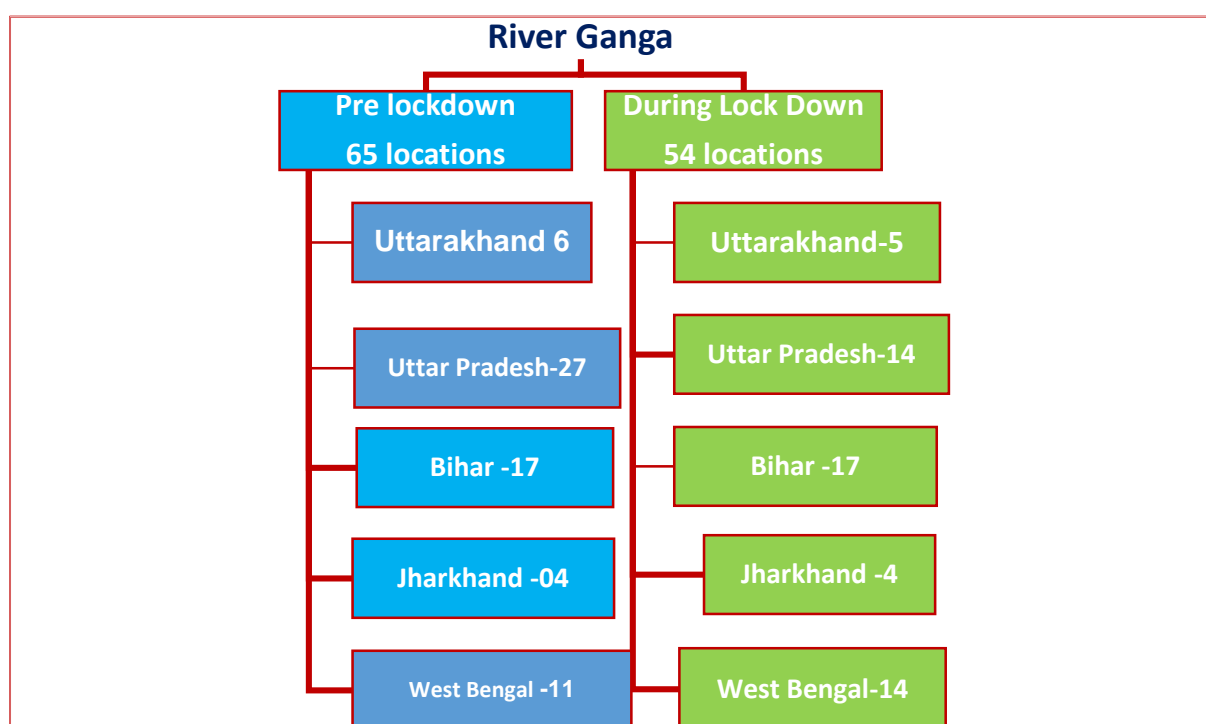 River Ganga
Pre lockdown
65 locations
Uttarakhand 6
Uttar Pradesh-27
Bihar -17
Jharkhand -04
West Bengal -11
During Lock Down
54 locations
Uttarakhand-5
Uttar Pradesh-14
Bihar -17
Jharkhand -4
West Bengal-14